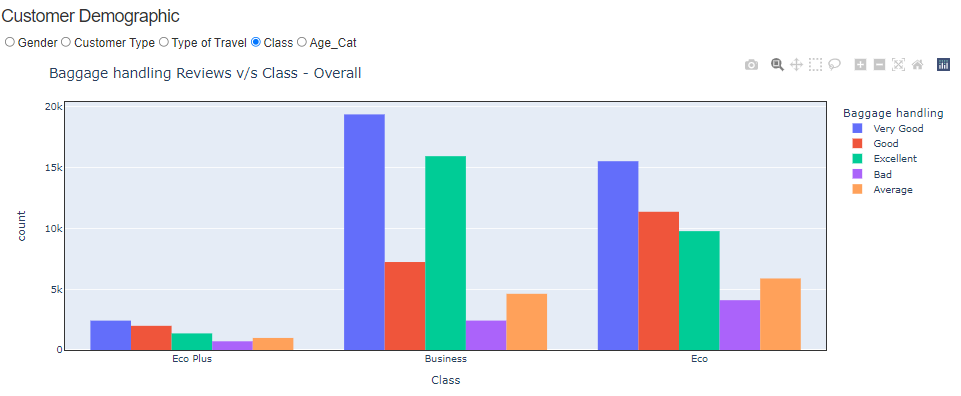 Customer Demographic
Gender Customer Type Type of Travel Class Age_Cat
Baggage handling Reviews v/s Class - Overall
20k
15k
10k
5k
0
count
Eco Plus Business Eco
Class
Baggage handling
Very Good
Good
Excellent
Bad
Average